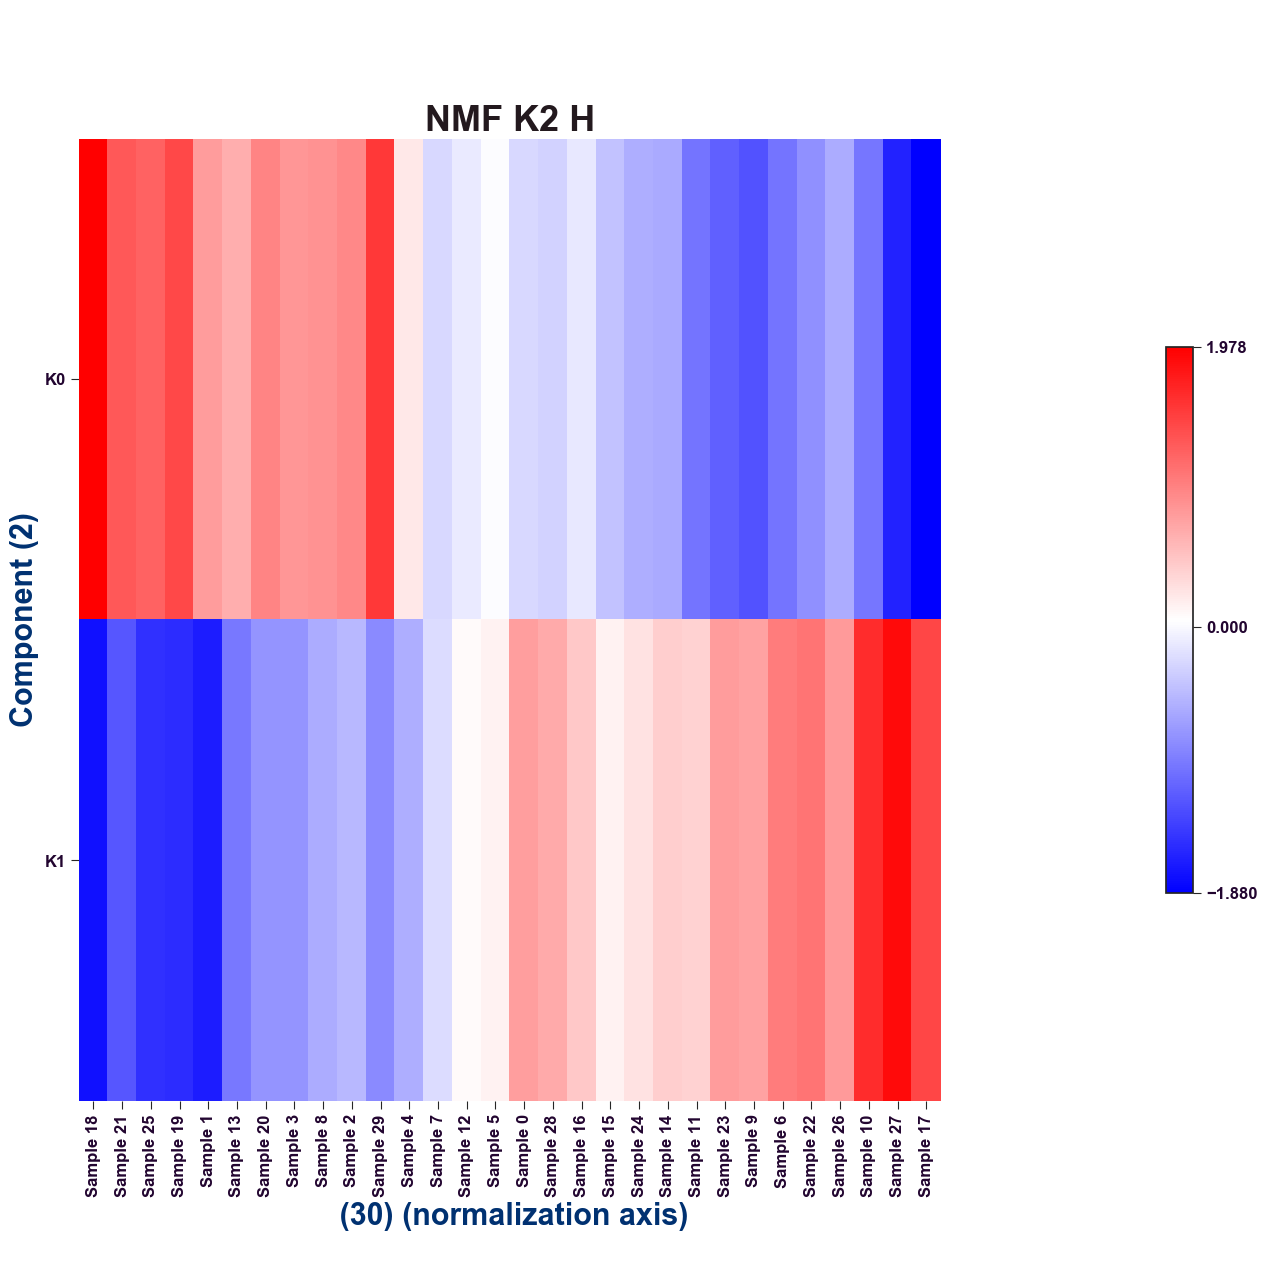 NMF K2 H
K0
K1
Component (2)
1.978
0.000
−1.880
Sample 18
Sample 21
Sample 25
Sample 19
Sample 1
Sample 13
Sample 20
Sample 3
Sample 8
Sample 2
Sample 29
Sample 4
Sample 7
Sample 12
Sample 5
Sample 0
Sample 28
Sample 16
Sample 15
Sample 24
Sample 14
Sample 11
Sample 23
Sample 9
Sample 6
Sample 22
Sample 26
Sample 10
Sample 27
Sample 17
(30) (normalization axis)